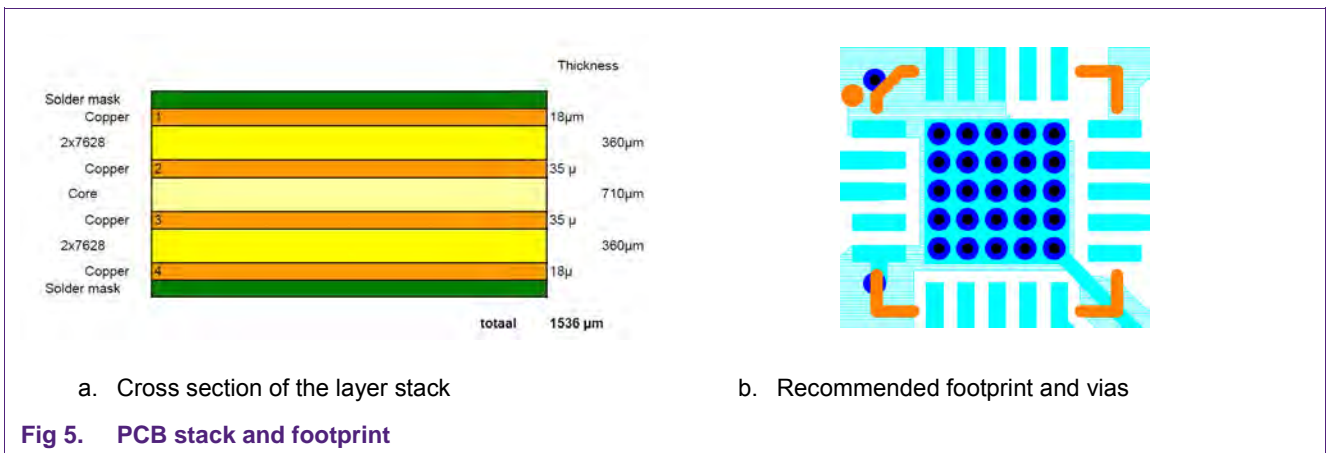 Thickness
Solder mask
Copper 1 18µm
2x7628 360µm
Copper 2 35 µ
Core 710µm
Copper 3 35 µ
2x7628 360µm
Copper 4 18µ
Solder mask
totaal 1536 µm
a. Cross section of the layer stack b. Recommended footprint and vias
Fig 5. PCB stack and footprint